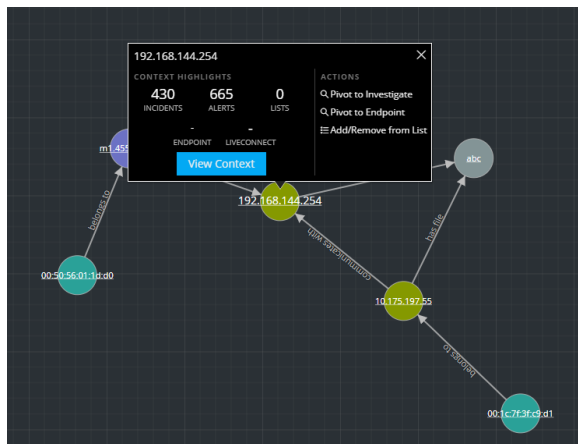 192.168.144.254
CONTEXT HIGHLIGHTS
430 665 0
INCIDENTS ALERTS LISTS
- -
ENDPOINT LIVECONNECT
View Context
ACTIONS
Pivot to Investigate
Pivot to Endpoint
Add/Remove from List
m1.455
abc
192.168.144.254
belongs to
has file
communicates with
00:50:56:01:1d:d0
10.175.197.55
belongs to
00:1c:7f:3f:c9:d1